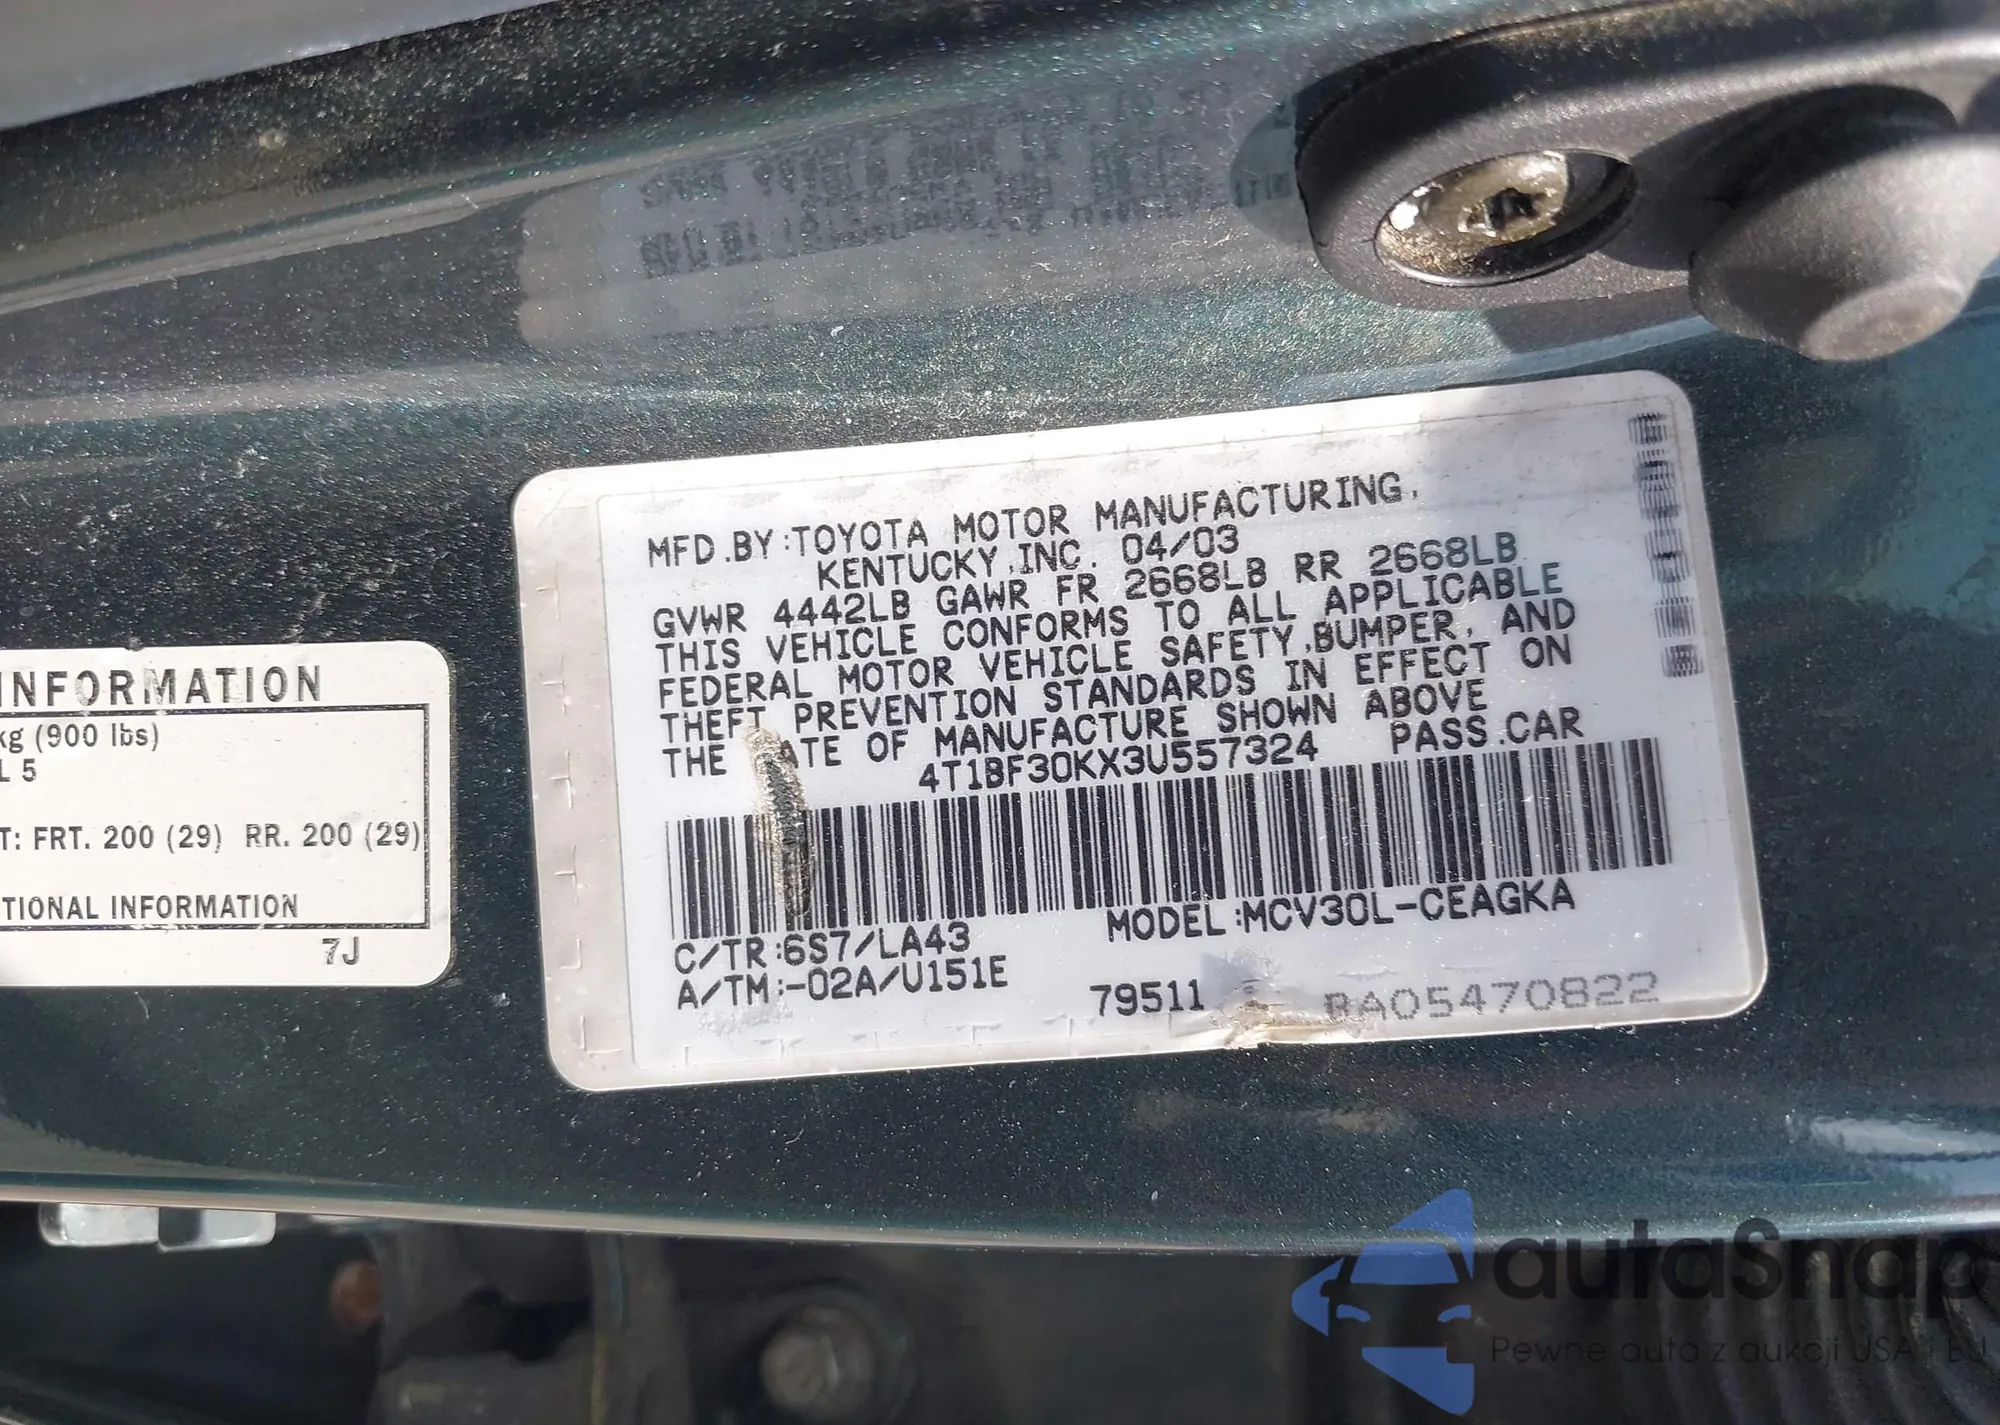 MFD.BY:TOYOTA MOTOR MANUFACTURING,
KENTUCKY,INC. 04/03
GVWR 4442LB GAWR FR 2668LB RR 2668LB
THIS VEHICLE CONFORMS TO ALL APPLICABLE
FEDERAL MOTOR VEHICLE SAFETY,BUMPER, AND
THEFT PREVENTION STANDARDS IN EFFECT ON
THE ATE OF MANUFACTURE SHOWN ABOVE
4T1BF30KX3U557324 PASS.CAR
C/TR:6S7/LA43 MODEL:MCV30L-CEAGKA
A/TM:-02A/U151E 79511 RA05470822
INFORMATION
kg (900 lbs)
L 5
T: FRT. 200 (29) RR. 200 (29)
TIONAL INFORMATION
7J
autaSnap
Pewne auto z aukcji USA i EU